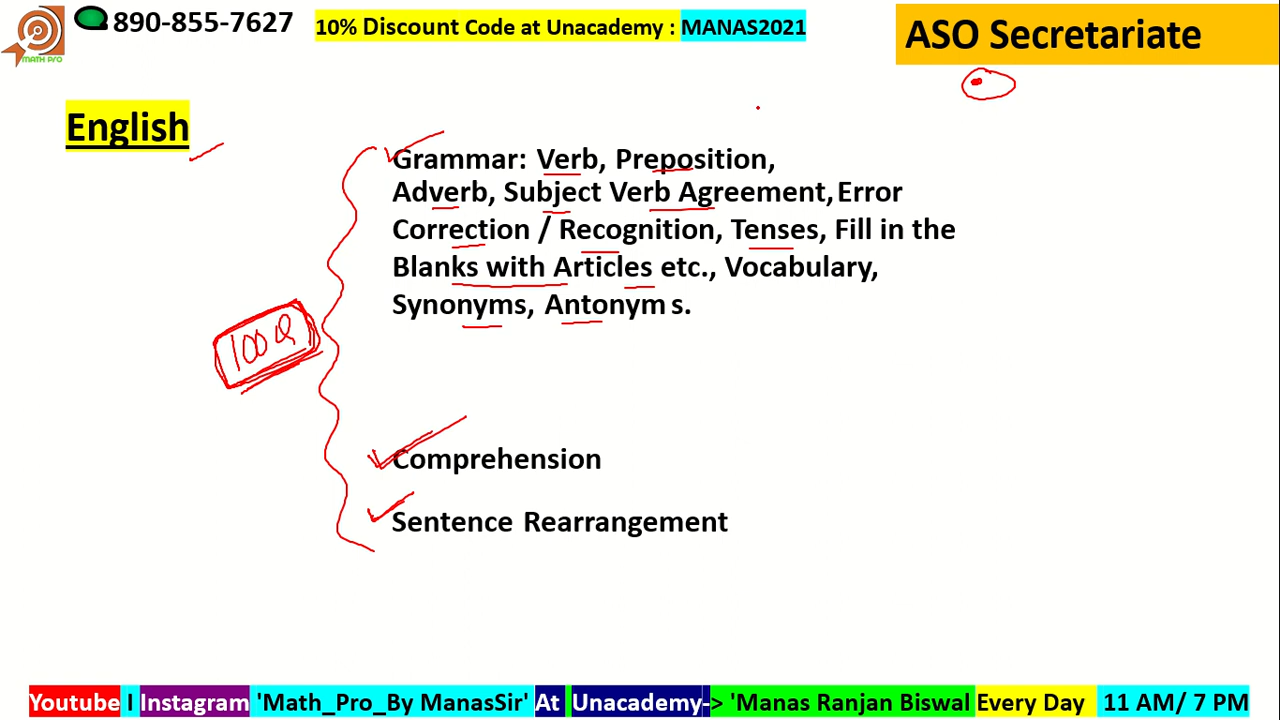 MATH PRO
890-855-7627
10% Discount Code at Unacademy : MANAS2021
ASO Secretariate
English
Grammar: Verb, Preposition,
Adverb, Subject Verb Agreement, Error
Correction / Recognition, Tenses, Fill in the
Blanks with Articles etc., Vocabulary,
Synonyms, Antonym s.
100 Q
Comprehension
Sentence Rearrangement
Youtube I Instagram 'Math_Pro_By ManasSir' At Unacademy-> 'Manas Ranjan Biswal Every Day 11 AM/ 7 PM